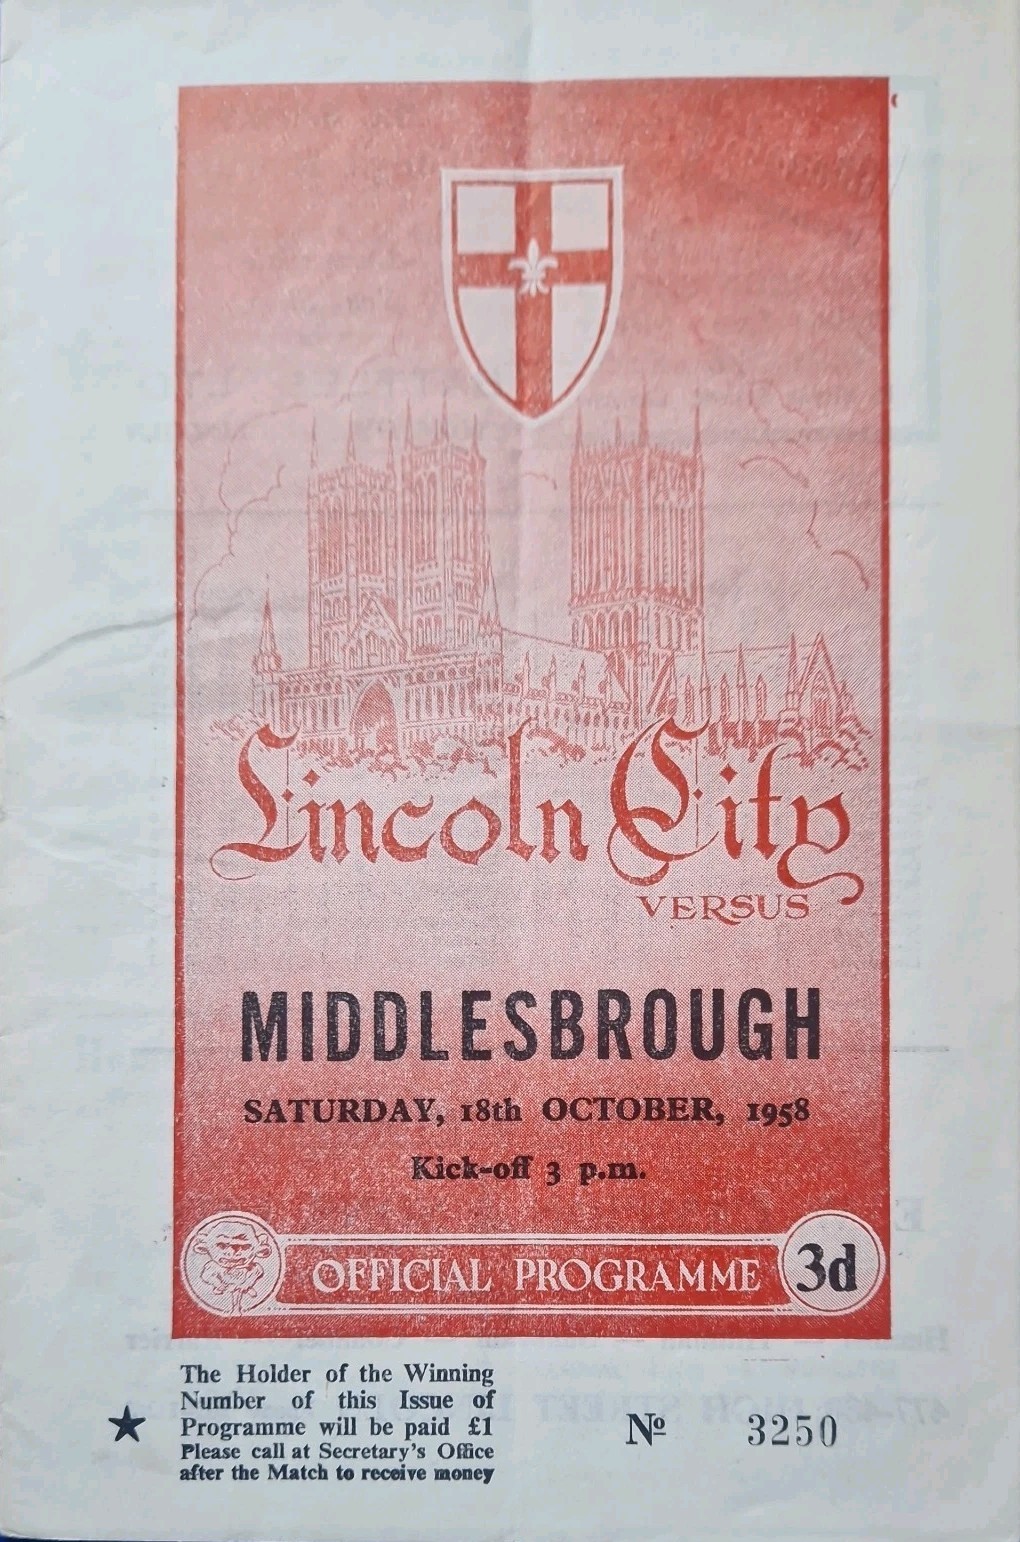 Lincoln City
VERSUS
MIDDLESBROUGH
SATURDAY, 18th OCTOBER, 1958
Kick-off 3 p.m.
OFFICIAL PROGRAMME 3d
The Holder of the Winning
Number of this Issue of
Programme will be paid £1
Please call at Secretary's Office
after the Match to receive money
★
Nº 3250